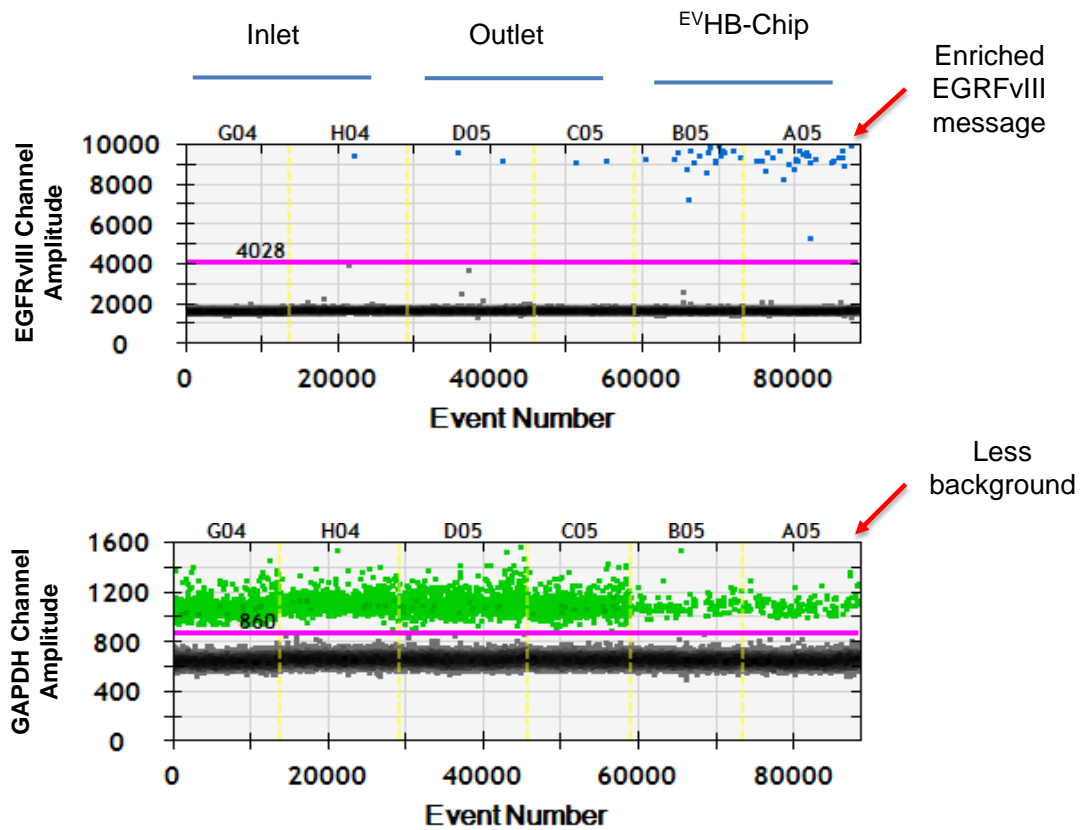 Inlet
Outlet
EVHB-Chip
Enriched
EGRFvIII
message
G04 H04 D05 C05 B05 A05
EGFRvIII Channel
Amplitude
10000
8000
6000
4028
4000
2000
0
0 20000 40000 60000 80000
Event Number
Less
background
G04 H04 D05 C05 B05 A05
GAPDH Channel
Amplitude
1600
1200
860
800
400
0
0 20000 40000 60000 80000
Event Number